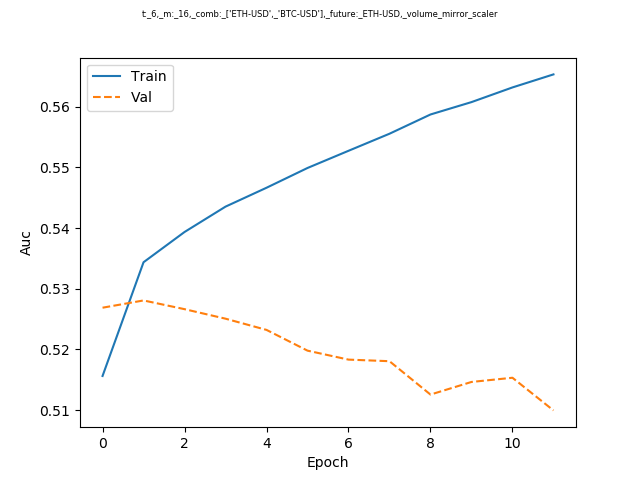 t:_6,_m:_16,_comb:_['ETH-USD',_'BTC-USD'],_future:_ETH-USD,_volume_mirror_scaler
Train
Val
0.56
0.55
0.54
0.53
0.52
0.51
Auc
0 2 4 6 8 10
Epoch